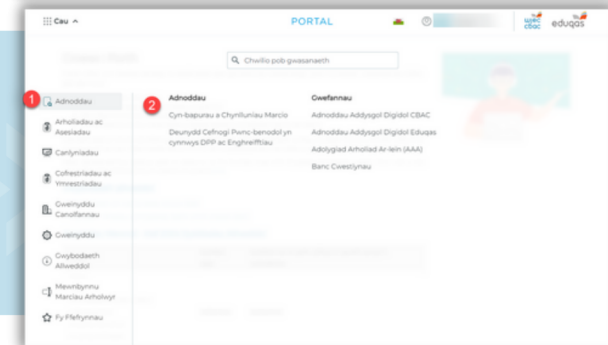 Cau
PORTAL
wjec
cbac
eduqas
Chwilio pob gwasanaeth
1
Adnoddau
Arholiadau ac
Asesiadau
Canlyniadau
Cofrestriadau ac
Ymrestriadau
Gweinyddu
Canolfannau
Gweinyddu
Gwybodaeth
Allweddol
Mewnbynnu
Marciau Arholwyr
Fy Ffefrynnau
2
Adnoddau
Cyn-bapurau a Chynlluniau Marcio
Deunydd Cefnogi Pwnc-benodol yn
cynnwys DPP ac Enghreifftiau
Gwefannau
Adnoddau Addysgol Digidol CBAC
Adnoddau Addysgol Digidol Eduqas
Adolygiad Arholiad Ar-lein (AAA)
Banc Cwestiynau